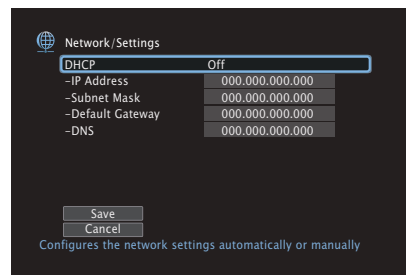 Network/Settings
DHCP Off
-IP Address 000.000.000.000
-Subnet Mask 000.000.000.000
-Default Gateway 000.000.000.000
-DNS 000.000.000.000
Save
Cancel
Configures the network settings automatically or manually